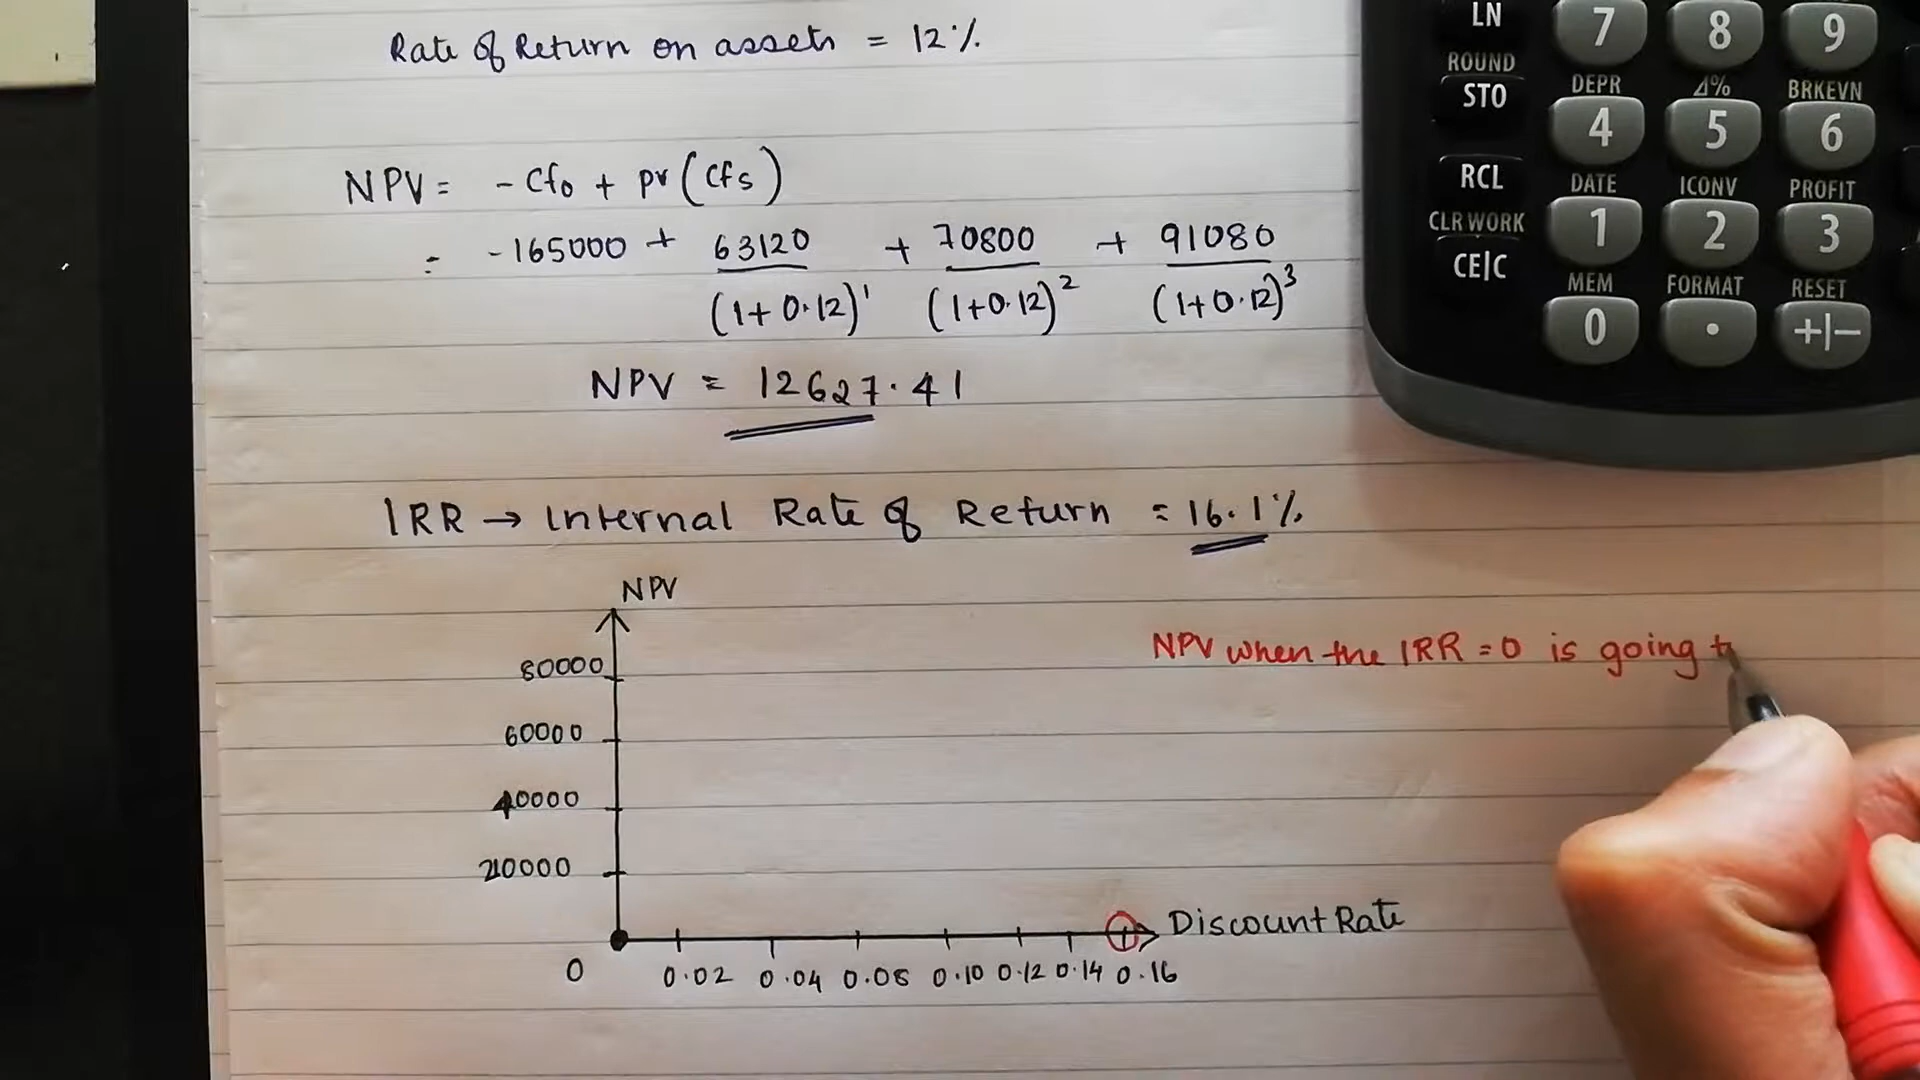 Rate of Return on assets = 12%
NPV = - Cf0 + pv (Cfs)
= -165000 + 63120 / (1+0.12)¹ + 70800 / (1+0.12)² + 91080 / (1+0.12)³
NPV = 12627.41
IRR → Internal Rate of Return = 16.1%
NPV
80000
60000
40000
20000
0 0.02 0.04 0.08 0.10 0.12 0.14 0.16
Discount Rate
NPV when the IRR = 0 is going t
LN 7 8 9
ROUND DEPR Δ% BRKEVN
STO 4 5 6
RCL DATE ICONV PROFIT
CLR WORK 1 2 3
CE|C MEM FORMAT RESET
0 . +|−